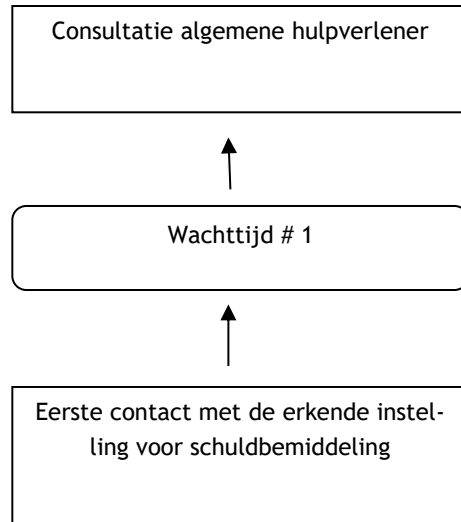 Consultatie algemene hulpverlener
Wachttijd # 1
Eerste contact met de erkende instel-
ling voor schuldbemiddeling